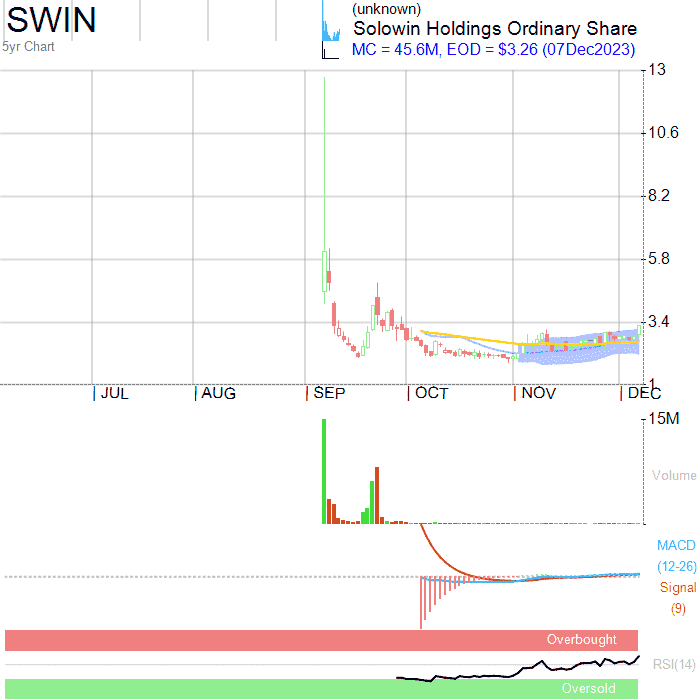 SWIN
5yr Chart
(unknown)
Solowin Holdings Ordinary Share
MC = 45.6M, EOD = $3.26 (07Dec2023)
13
10.6
8.2
5.8
3.4
1
JUL AUG SEP OCT NOV DEC
15M
Volume
MACD
(12-26)
Signal
(9)
Overbought
RSI(14)
Oversold